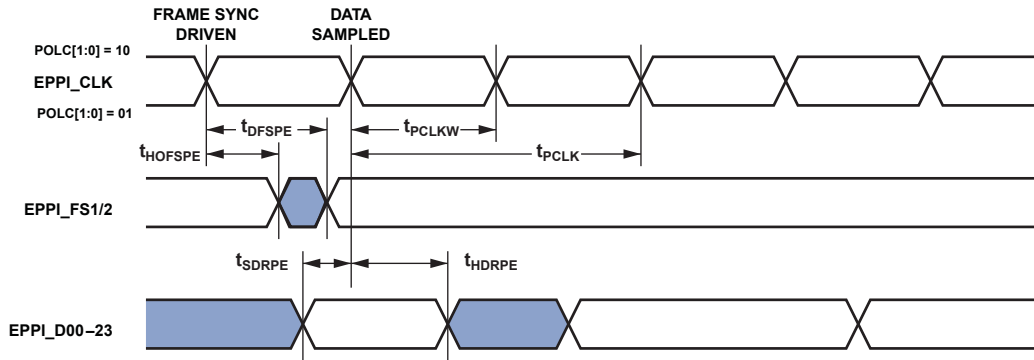 FRAME SYNC
DRIVEN
DATA
SAMPLED
POLC[1:0] = 10
EPPI_CLK
POLC[1:0] = 01
tDFSPE
tPCLKW
tHOFSPE
tPCLK
EPPI_FS1/2
tSDRPE
tHDRPE
EPPI_D00–23